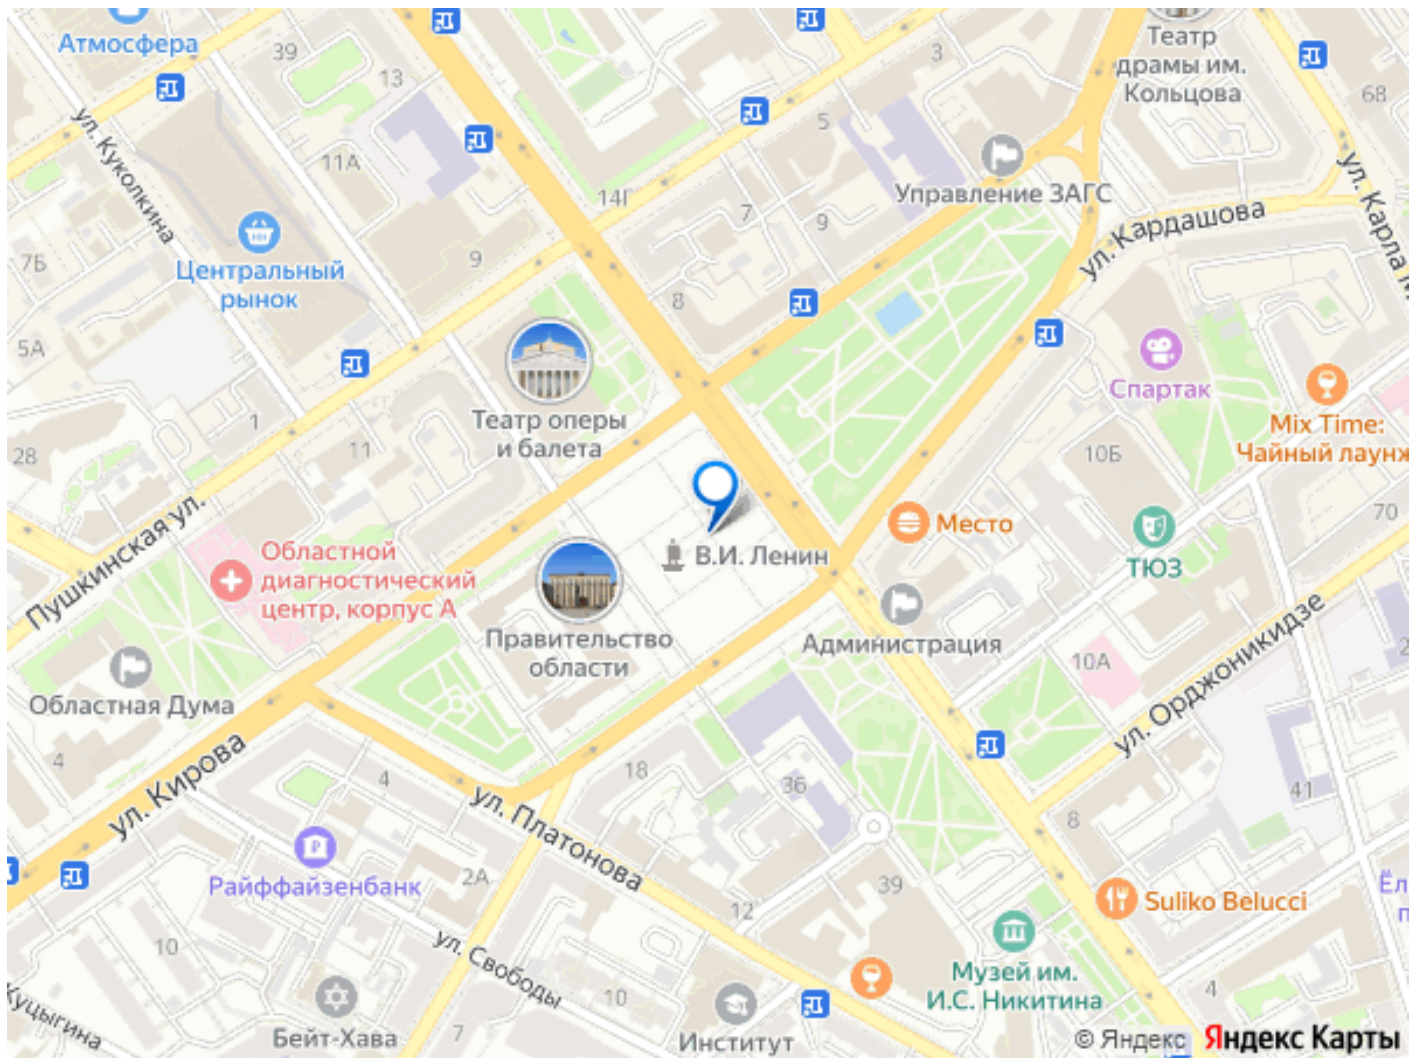 Атмосфера
39
13
3
Театр
драмы им.
Кольцова
68
ул. Куколкина
11А
14Г
5
Управление ЗАГС
ул. Карла М
7
9
ул. Кардашова
7Б
Центральный
рынок
9
8
5А
Театр оперы
и балета
Спартак
Mix Time:
Чайный лаунж
1
11
28
10Б
70
Место
Пушкинская ул.
Областной
диагностический
центр, корпус А
В.И. Ленин
ТЮЗ
Правительство
области
Администрация
ул. Орджоникидзе
10А
2
Областная Дума
4
ул. Кирова
4
18
36
41
8
ул. Платонова
Райффайзенбанк
2А
39
12
Ёл
п
Suliko Belucci
10
ул. Свободы
10
Музей им.
И.С. Никитина
4
Куцыгина
Бейт-Хава
7
Институт
© Яндекс Яндекс Карты